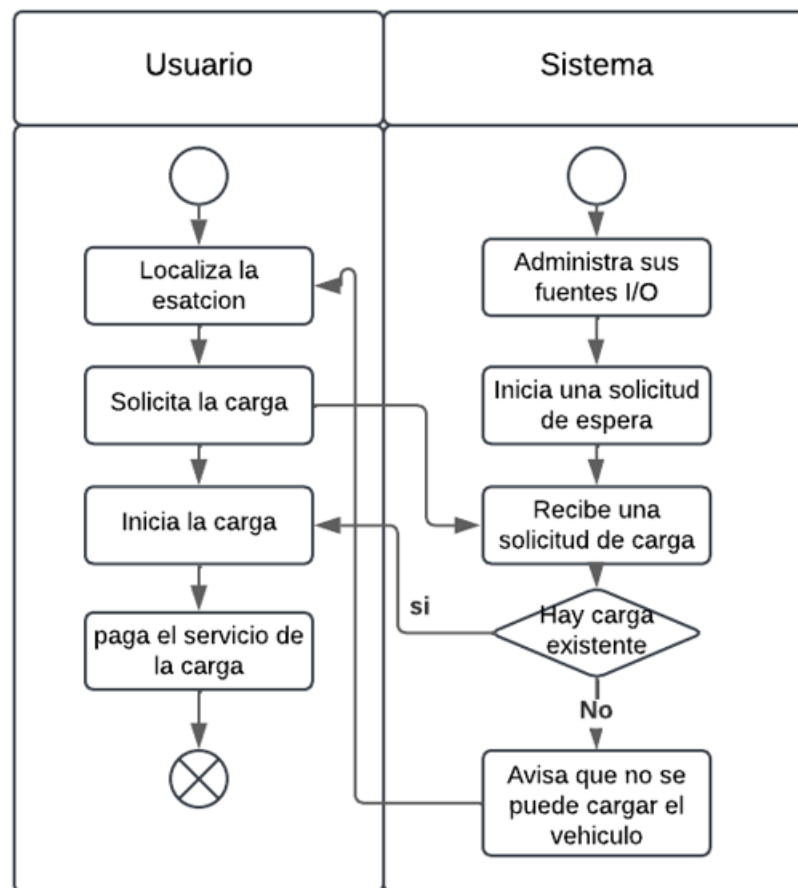 Usuario
Sistema
Localiza la
esatcion
Administra sus
fuentes I/O
Solicita la carga
Inicia una solicitud
de espera
Inicia la carga
Recibe una
solicitud de carga
si
Hay carga
existente
paga el servicio de
la carga
No
Avisa que no se
puede cargar el
vehiculo